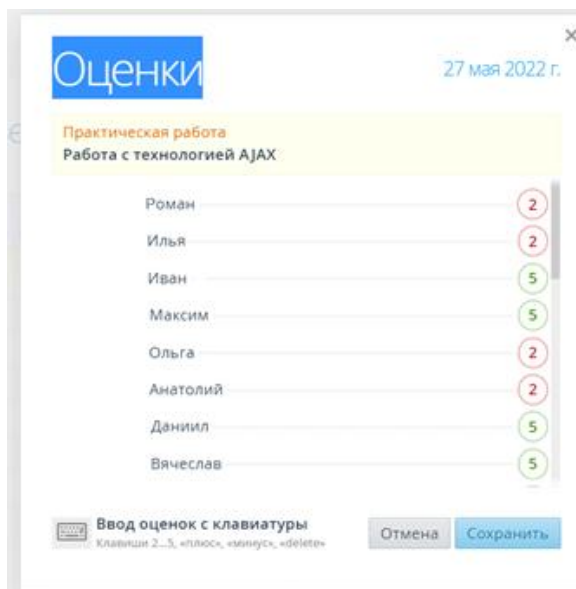 ×
Оценки
27 мая 2022 г.
Практическая работа
Работа с технологией AJAX
Роман 2
Илья 2
Иван 5
Максим 5
Ольга 2
Анатолий 2
Даниил 5
Вячеслав 5
Ввод оценок с клавиатуры
Клавиши 2...5, «плюс», «минус», «delete»
Отмена Сохранить